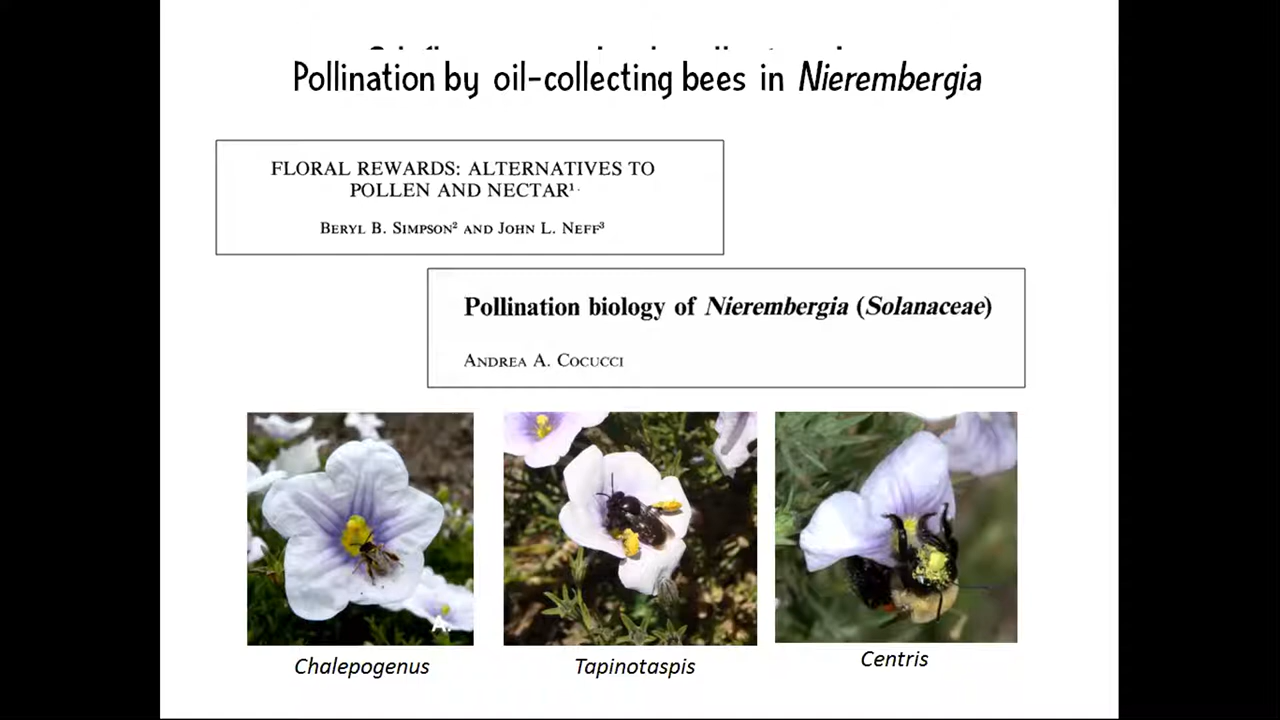 Pollination by oil-collecting bees in Nierembergia
FLORAL REWARDS: ALTERNATIVES TO
POLLEN AND NECTAR¹
BERYL B. SIMPSON² AND JOHN L. NEFF³
Pollination biology of Nierembergia (Solanaceae)
ANDREA A. COCUCCI
A.
Chalepogenus
Tapinotaspis
Centris